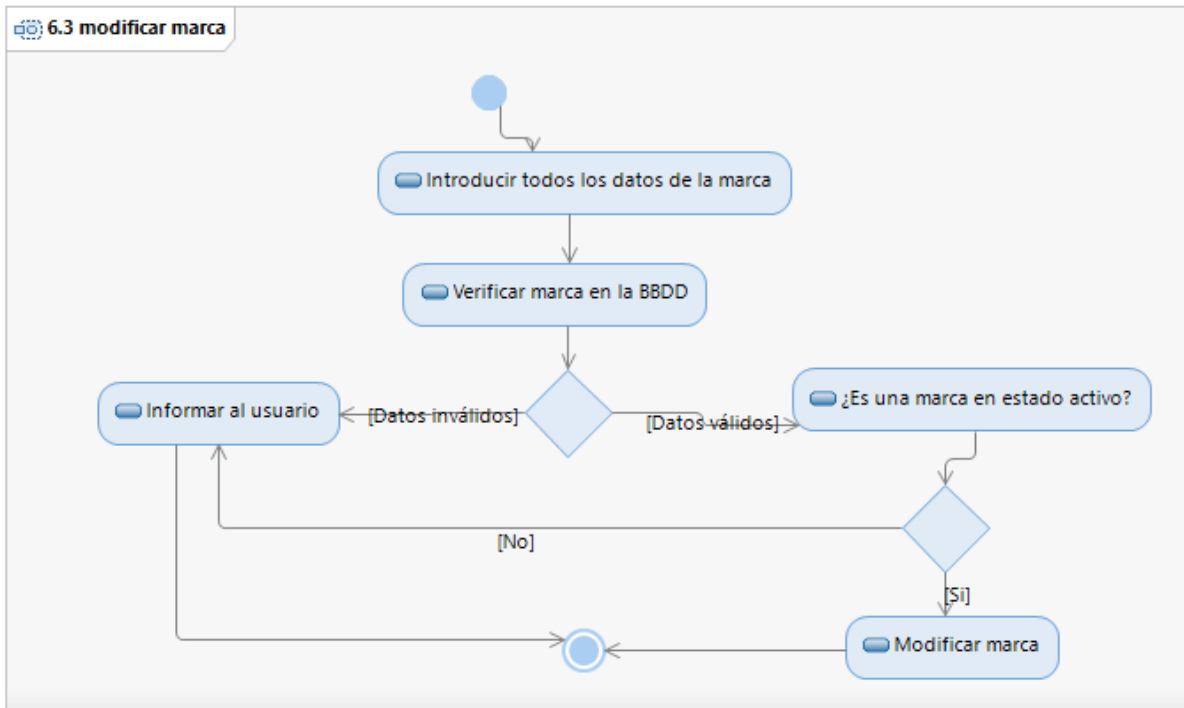 6.3 modificar marca
Introducir todos los datos de la marca
Verificar marca en la BBDD
Informar al usuario
[Datos inválidos]
[Datos válidos]
¿Es una marca en estado activo?
[No]
[Si]
Modificar marca